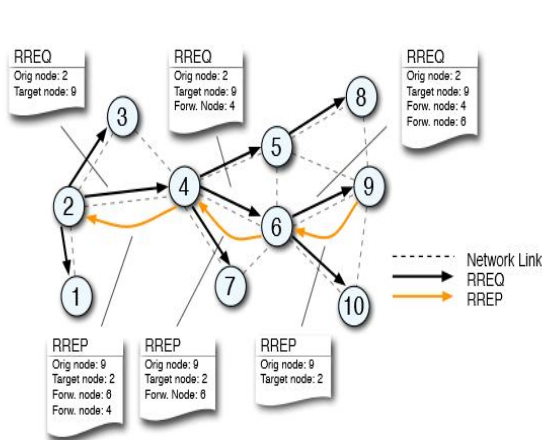 RREQ
Orig node: 2
Target node: 9
RREQ
Orig node: 2
Target node: 9
Forw. Node: 4
RREQ
Orig node: 2
Target node: 9
Forw. node: 4
Forw. node: 6
3
8
5
4
9
2
6
1
7
10
Network Link
RREQ
RREP
RREP
Orig node: 9
Target node: 2
Forw. node: 6
Forw. node: 4
RREP
Orig node: 9
Target node: 2
Forw. Node: 6
RREP
Orig node: 9
Target node: 2